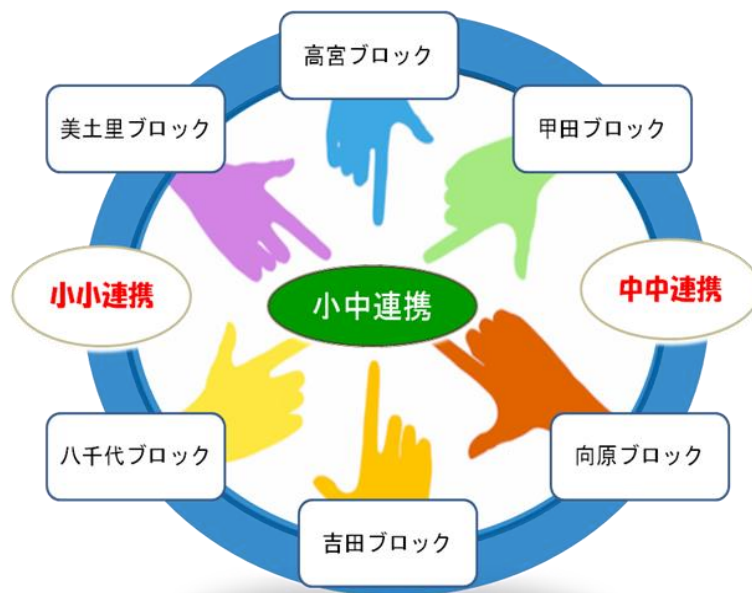 高宮ブロック
美土里ブロック
甲田ブロック
小小連携
小中連携
中中連携
八千代ブロック
向原ブロック
吉田ブロック